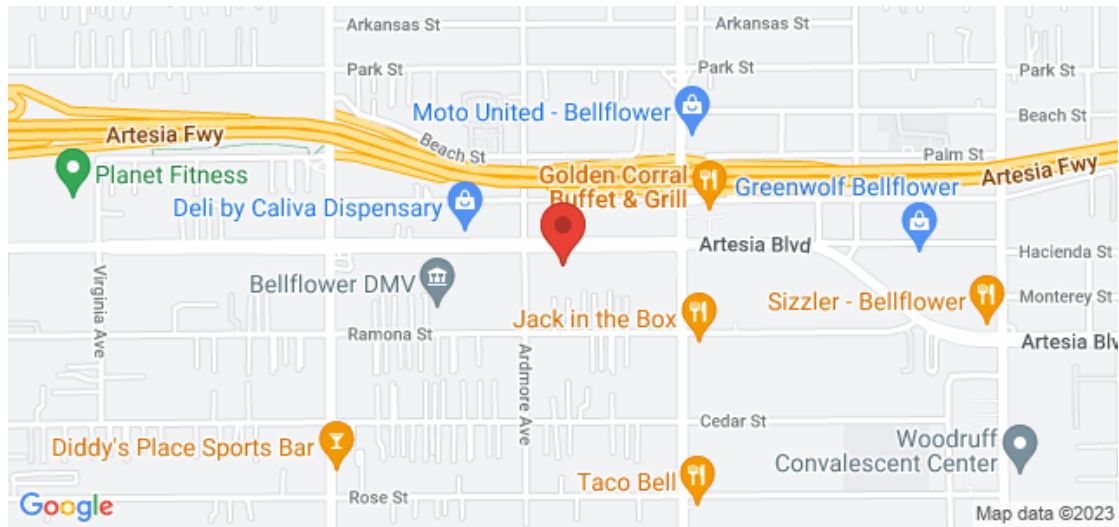 Arkansas St
Arkansas St
Park St
Park St
Park St
Moto United - Bellflower
Beach St
Artesia Fwy
Beach St
Palm St
Artesia Fwy
Planet Fitness
Golden Corral
Buffet & Grill
Greenwolf Bellflower
Deli by Caliva Dispensary
Artesia Blvd
Hacienda St
Virginia Ave
Bellflower DMV
Monterey St
Sizzler - Bellflower
Jack in the Box
Ramona St
Artesia Blv
Ardmore Ave
Cedar St
Diddy's Place Sports Bar
Woodruff
Convalescent Center
Taco Bell
Rose St
Google
Map data ©2023